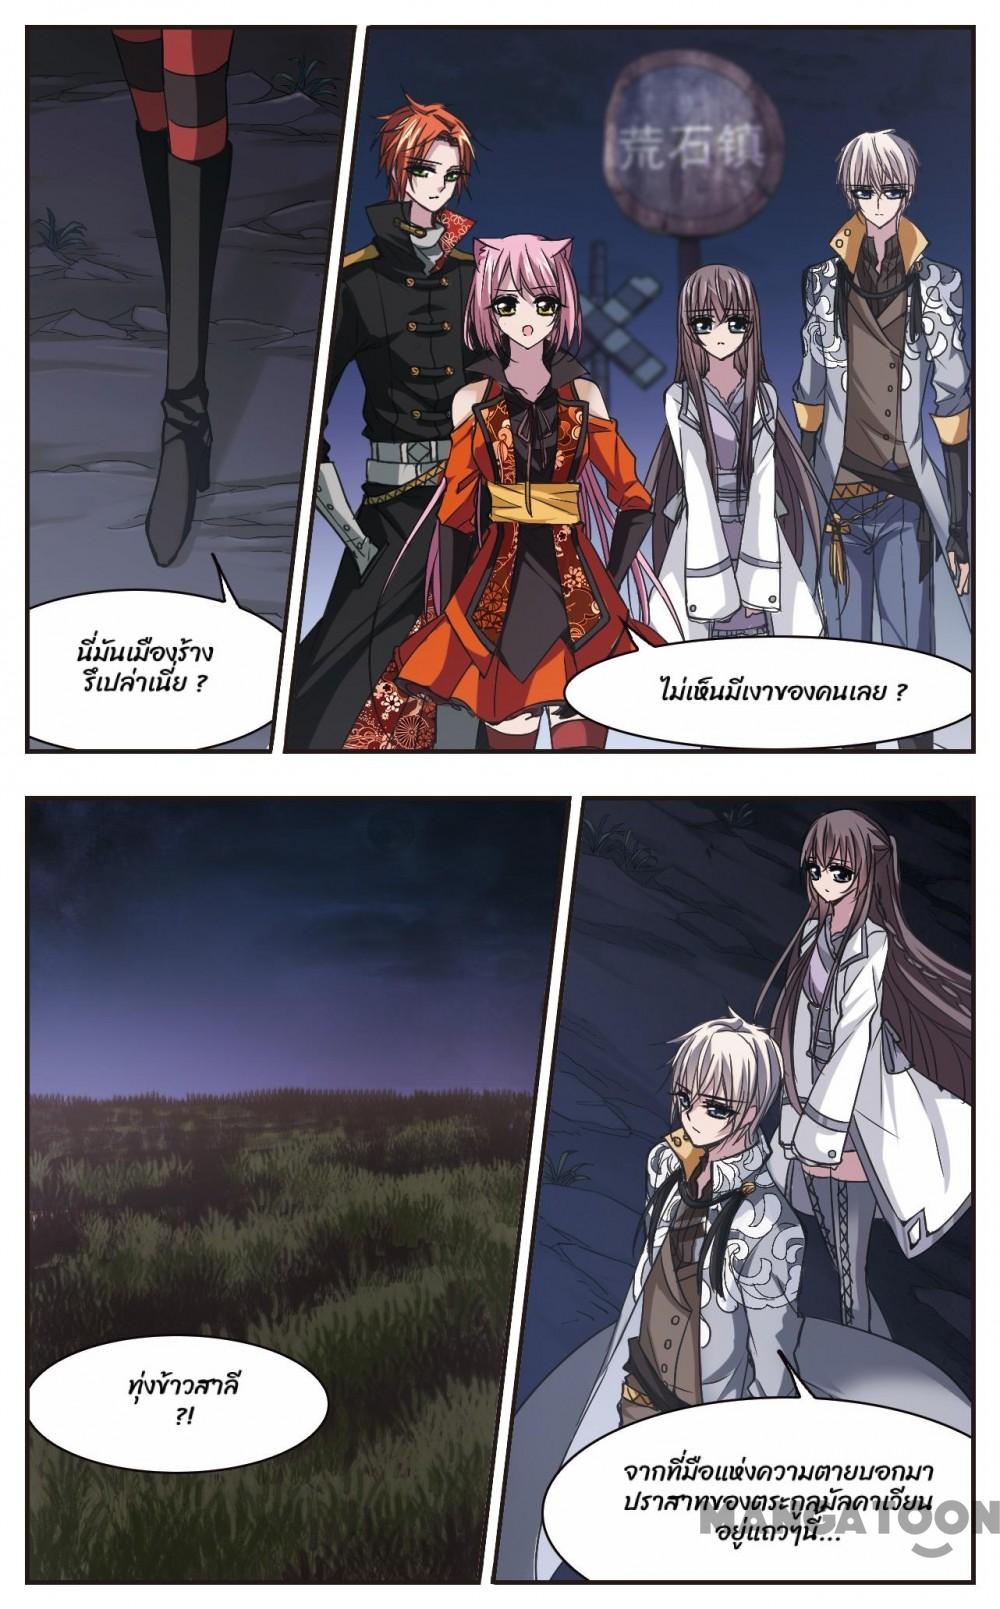 荒石镇
นี่มันเมืองร้าง
รึเปล่าเนี่ย ?
ไม่เห็นมีเงาของคนเลย ?
ทุ่งข้าวสาลี
?!
จากที่มือแห่งความตายบอกมา
ปราสาทของตระกูลมัลคาเวียน
อยู่แถวๆนี้...
MANGATOON